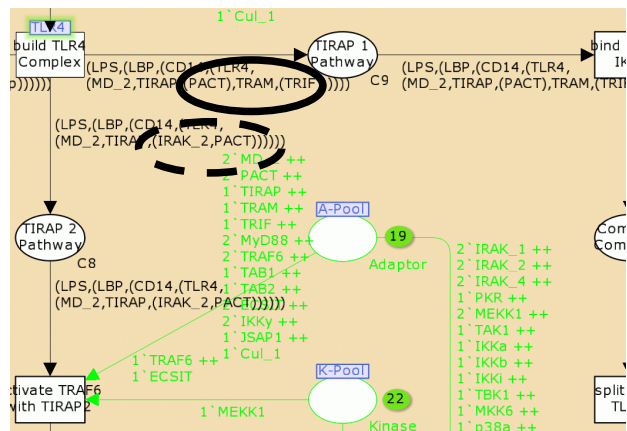 1`Cul_1
TLR4
build TLR4
Complex
TIRAP 1
Pathway
C9
bind
IK
(LPS,(LBP,(CD14,(TLR4,
(MD_2,TIRAP,(PACT),TRAM,(TRIF))))))
(LPS,(LBP,(CD14,(TLR4,
(MD_2,TIRAP,(PACT),TRAM,(TRIF
p))))))
(LPS,(LBP,(CD14,(TLR4,
(MD_2,TIRAP,(IRAK_2,PACT))))))
2`MD_2 ++
2`PACT ++
1`TIRAP ++
1`TRAM ++
1`TRIF ++
2`MyD88 ++
2`TRAF6 ++
1`TAB1 ++
1`TAB2 ++
2`ECSIT ++
2`IKKy ++
1`JSAP1 ++
1`Cul_1
A-Pool
19
Adaptor
TIRAP 2
Pathway
C8
(LPS,(LBP,(CD14,(TLR4,
(MD_2,TIRAP,(IRAK_2,PACT))))))
2`IRAK_1 ++
2`IRAK_2 ++
2`IRAK_4 ++
1`PKR ++
2`MEKK1 ++
1`TAK1 ++
1`IKKa ++
1`IKKb ++
1`IKKi ++
1`TBK1 ++
1`MKK6 ++
1`p38a ++
Com
Com
1`TRAF6 ++
1`ECSIT
K-Pool
22
Kinase
ctivate TRAF6
with TIRAP2
1`MEKK1
split
TL